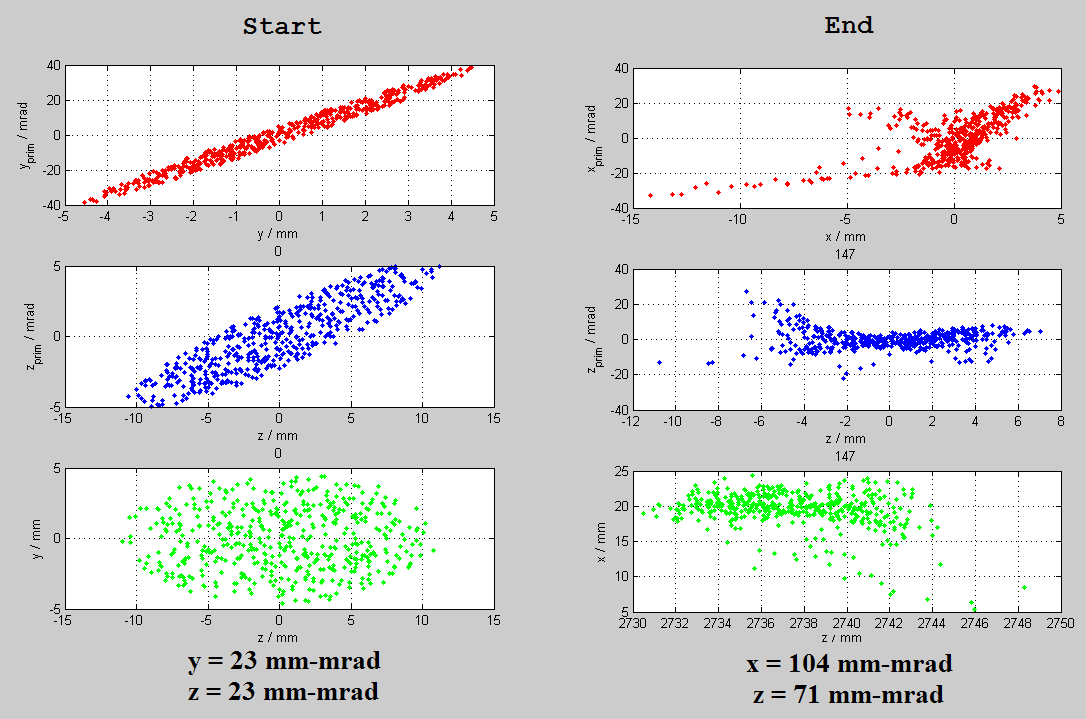 Start
End
40
20
0
-20
-40
y_prim / mrad
-5 -4 -3 -2 -1 0 1 2 3 4 5
y / mm
0
5
0
-5
z_prim / mrad
-15 -10 -5 0 5 10 15
z / mm
0
5
0
-5
y / mm
-15 -10 -5 0 5 10 15
z / mm
y = 23 mm-mrad
z = 23 mm-mrad
40
20
0
-20
-40
x_prim / mrad
-15 -10 -5 0 5
x / mm
147
40
20
0
-20
-40
z_prim / mrad
-12 -10 -8 -6 -4 -2 0 2 4 6 8
z / mm
147
25
20
15
10
5
x / mm
2730 2732 2734 2736 2738 2740 2742 2744 2746 2748 2750
z / mm
x = 104 mm-mrad
z = 71 mm-mrad